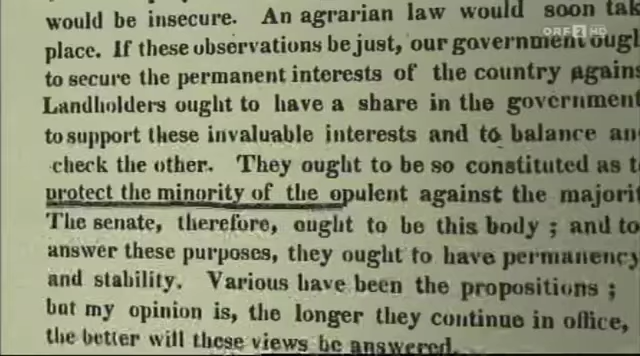 would be insecure. An agrarian law would soon tak
place. If these observations be just, our government ough
to secure the permanent interests of the country agains
Landholders ought to have a share in the government
to support these invaluable interests and to balance an
check the other. They ought to be so constituted as t
protect the minority of the opulent against the majorit
The senate, therefore, ought to be this body ; and to
answer these purposes, they ought to have permanency
and stability. Various have been the propositions ;
but my opinion is, the longer they continue in office,
the better will these views be answered.
ORF 2 HD